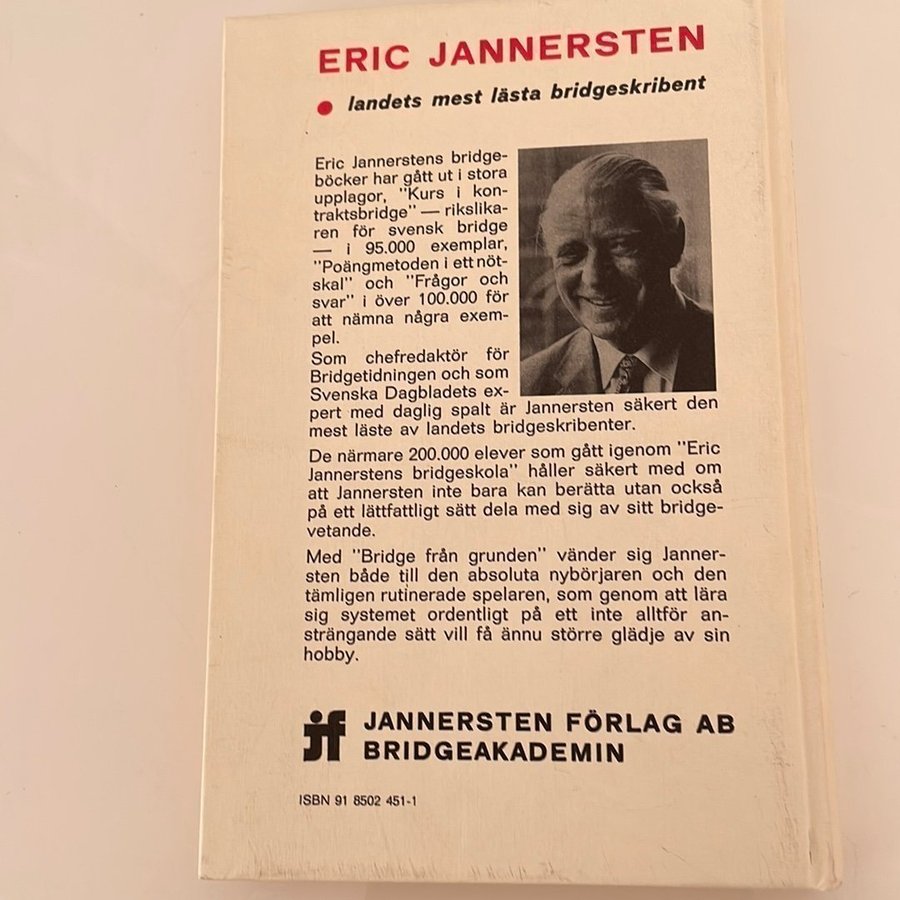 ERIC JANNERSTEN
● landets mest lästa bridgeskribent
Eric Jannerstens bridge-
böcker har gått ut i stora
upplagor, "Kurs i kon-
traktsbridge" — rikslika-
ren för svensk bridge
— i 95.000 exemplar,
"Poängmetoden i ett nöt-
skal" och "Frågor och
svar" i över 100.000 för
att nämna några exem-
pel.
Som chefredaktör för
Bridgetidningen och som
Svenska Dagbladets ex-
pert med daglig spalt är Jannersten säkert den
mest läste av landets bridgeskribenter.
De närmare 200.000 elever som gått igenom "Eric
Jannerstens bridgeskola" håller säkert med om
att Jannersten inte bara kan berätta utan också
på ett lättfattligt sätt dela med sig av sitt bridge-
vetande.
Med "Bridge från grunden" vänder sig Janner-
sten både till den absoluta nybörjaren och den
tämligen rutinerade spelaren, som genom att lära
sig systemet ordentligt på ett inte alltför an-
strängande sätt vill få ännu större glädje av sin
hobby.
jf JANNERSTEN FÖRLAG AB
BRIDGEAKADEMIN
ISBN 91 8502 451-1